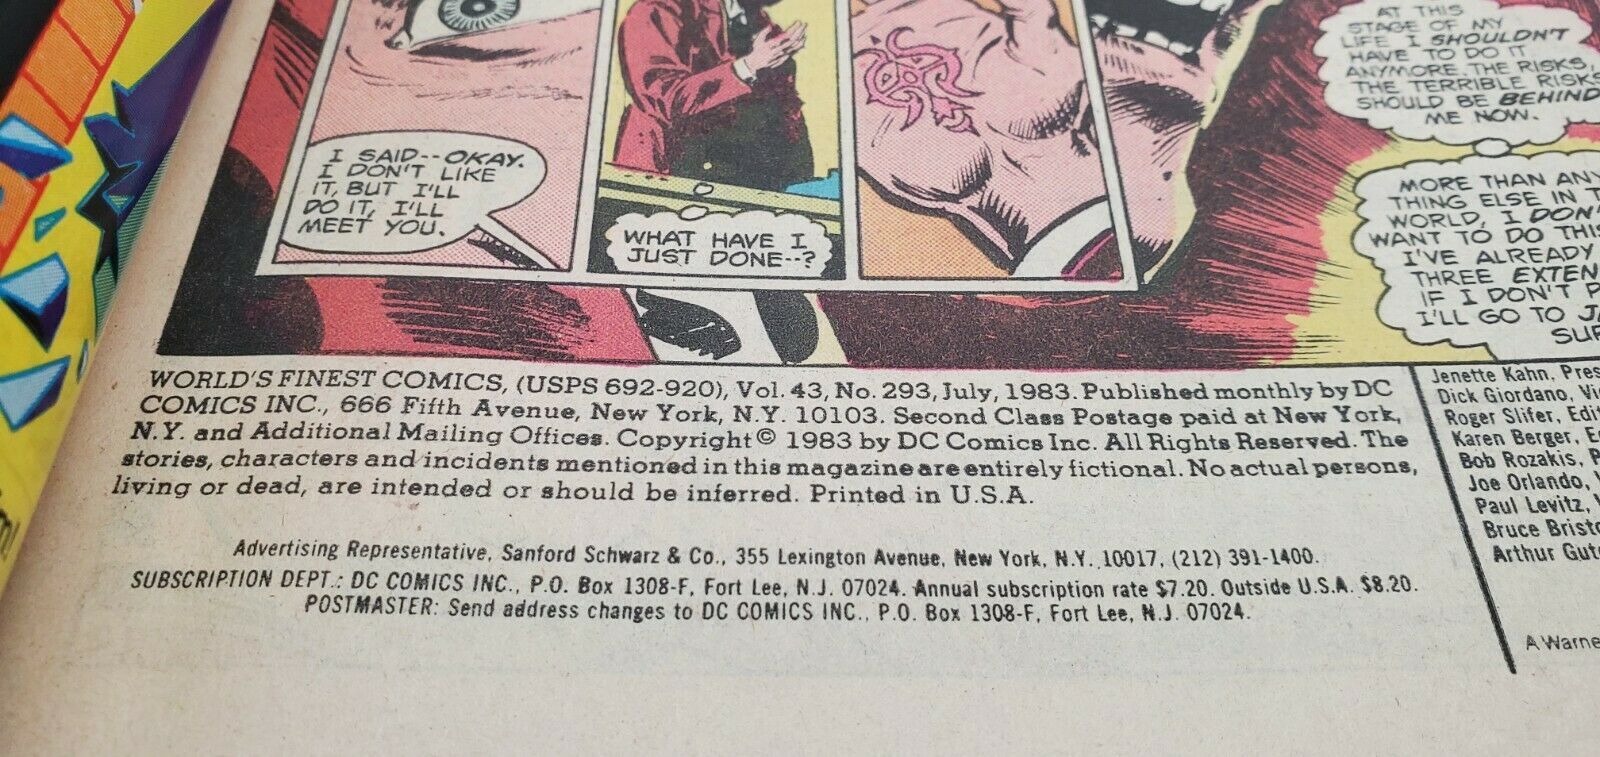 I SAID--OKAY.
I DON'T LIKE
IT, BUT I'LL
DO IT, I'LL
MEET YOU.
WHAT HAVE I
JUST DONE--?
AT THIS
STAGE OF MY
LIFE I SHOULDN'T
HAVE TO DO IT
ANYMORE. THE RISKS,
THE TERRIBLE RISKS
SHOULD BE BEHIND
ME NOW.
MORE THAN ANY
THING ELSE IN
WORLD, I DON'
WANT TO DO THIS
I'VE ALREADY
THREE EXTEN
IF I DON'T
I'LL GO TO
WORLD'S FINEST COMICS, (USPS 692-920), Vol. 43, No. 293, July, 1983. Published monthly by DC
COMICS INC., 666 Fifth Avenue, New York, N.Y. 10103. Second Class Postage paid at New York,
N.Y. and Additional Mailing Offices. Copyright © 1983 by DC Comics Inc. All Rights Reserved. The
stories, characters and incidents mentioned in this magazine are entirely fictional. No actual persons,
living or dead, are intended or should be inferred. Printed in U.S.A.
Advertising Representative, Sanford Schwarz & Co., 355 Lexington Avenue, New York, N.Y. 10017, (212) 391-1400.
SUBSCRIPTION DEPT.: DC COMICS INC., P.O. Box 1308-F, Fort Lee, N.J. 07024. Annual subscription rate $7.20. Outside U.S.A. $8.20.
POSTMASTER: Send address changes to DC COMICS INC., P.O. Box 1308-F, Fort Lee, N.J. 07024.
Jenette Kahn, Pres
Dick Giordano, Vi
Roger Slifer, Edit
Karen Berger, E
Bob Rozakis, P
Joe Orlando, V
Paul Levitz, V
Bruce Bristo
Arthur Gut
A Warne